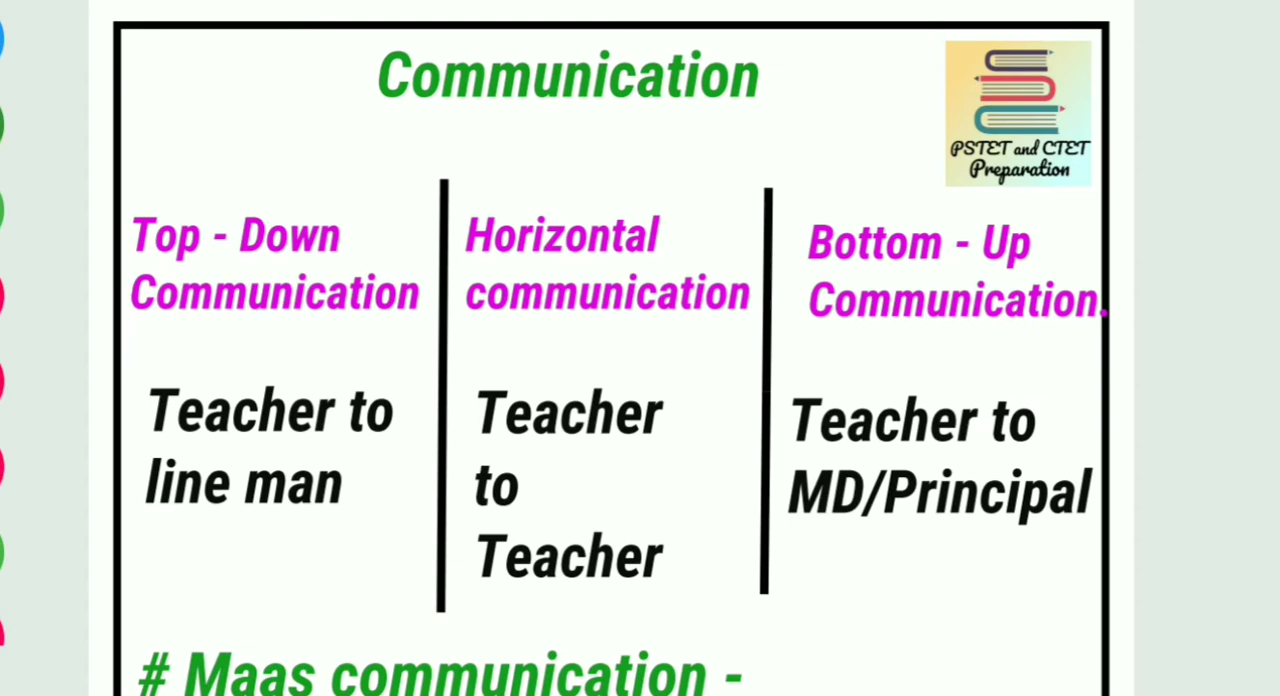 Communication
PSTET and CTET
Preparation
Top - Down
Communication
Teacher to
line man
Horizontal
communication
Teacher
to
Teacher
Bottom - Up
Communication.
Teacher to
MD/Principal
# Maas communication -